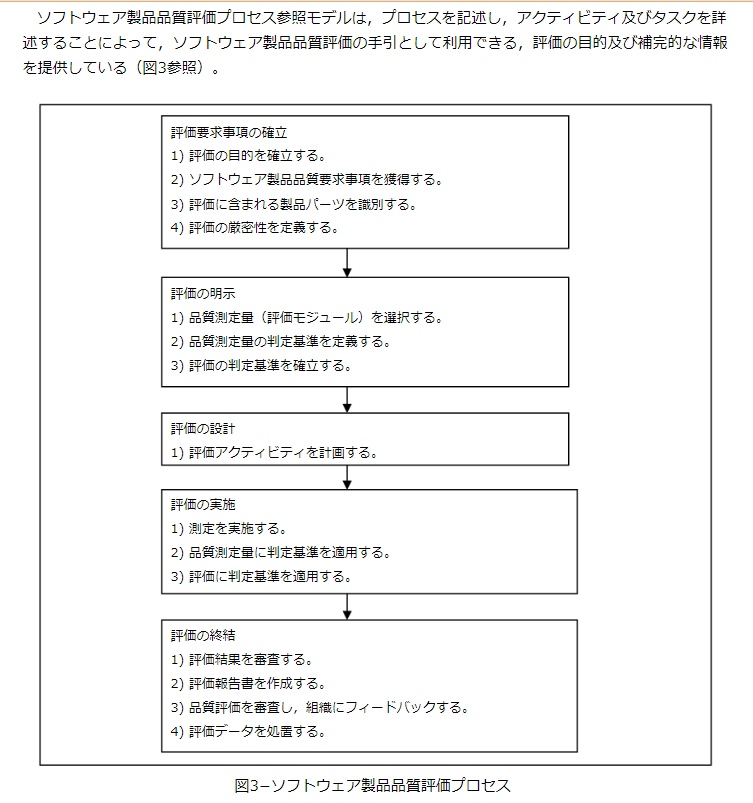 ソフトウェア製品品質評価プロセス参照モデルは，プロセスを記述し，アクティビティ及びタスクを詳
述することによって，ソフトウェア製品品質評価の手引として利用できる，評価の目的及び補完的な情報
を提供している（図3参照）。
評価要求事項の確立
1) 評価の目的を確立する。
2) ソフトウェア製品品質要求事項を獲得する。
3) 評価に含まれる製品パーツを識別する。
4) 評価の厳密性を定義する。
評価の明示
1) 品質測定量（評価モジュール）を選択する。
2) 品質測定量の判定基準を定義する。
3) 評価の判定基準を確立する。
評価の設計
1) 評価アクティビティを計画する。
評価の実施
1) 測定を実施する。
2) 品質測定量に判定基準を適用する。
3) 評価に判定基準を適用する。
評価の終結
1) 評価結果を審査する。
2) 評価報告書を作成する。
3) 品質評価を審査し，組織にフィードバックする。
4) 評価データを処置する。
図3−ソフトウェア製品品質評価プロセス